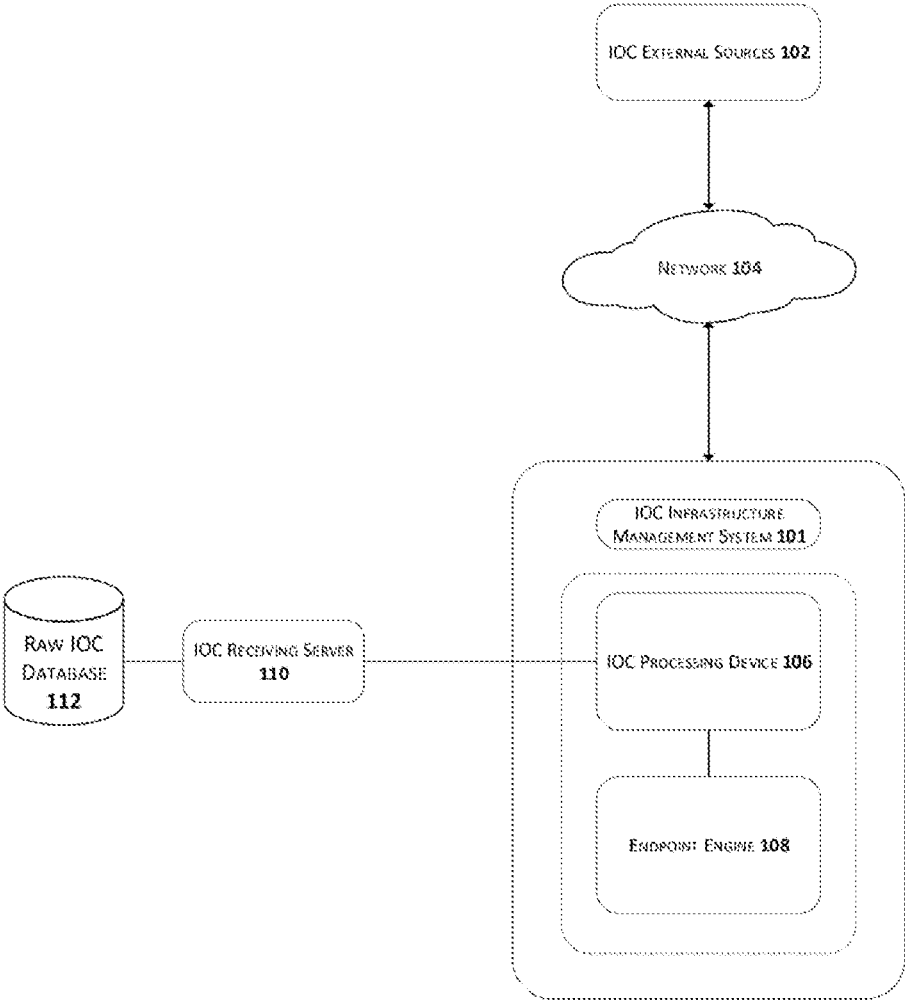 IOC EXTERNAL SOURCES 102
NETWORK 104
IOC INFRASTRUCTURE
MANAGEMENT SYSTEM 101
RAW IOC
DATABASE
112
IOC RECEIVING SERVER
110
IOC PROCESSING DEVICE 106
ENDPOINT ENGINE 108